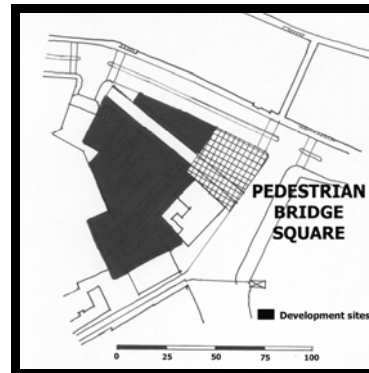 PEDESTRIAN
BRIDGE
SQUARE
Development sites
0 25 50 75 100